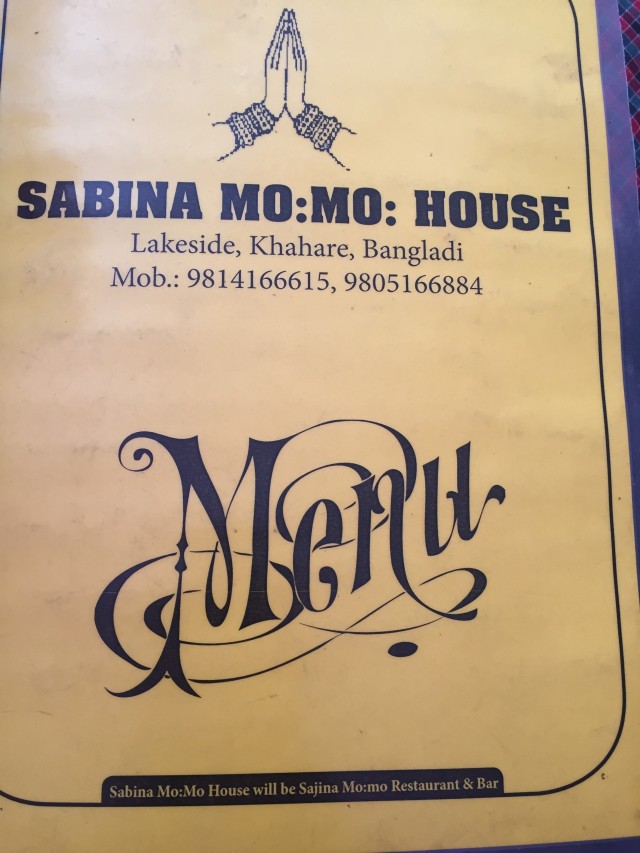 SABINA MO:MO: HOUSE
Lakeside, Khahare, Bangladi
Mob.: 9814166615, 9805166884
Menu
Sabina Mo:Mo House will be Sajina Mo:mo Restaurant & Bar